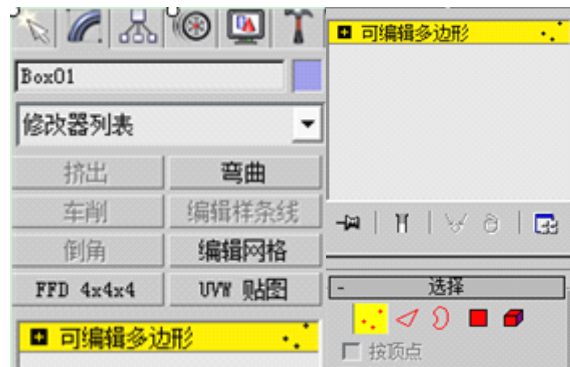 Box01
修改器列表
挤出 弯曲
车削 编辑样条线
倒角 编辑网格
FFD 4x4x4 UVW 贴图
可编辑多边形
可编辑多边形
- 选择
按顶点